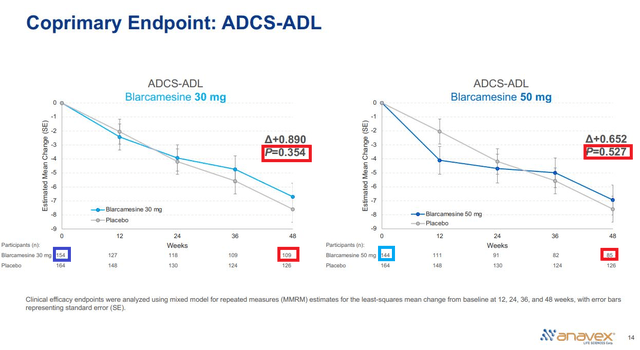 Coprimary Endpoint: ADCS-ADL
ADCS-ADL
Blarcamesine 30 mg
Estimated Mean Change (SE)
0
-1
-2
-3
-4
-5
-6
-7
-8
-9
Δ+0.890
P=0.354
Blarcamesine 30 mg
Placebo
0 12 24 36 48
Weeks
Participants (n):
Blarcamesine 30 mg 154 127 118 109 109
Placebo 164 148 130 124 126
ADCS-ADL
Blarcamesine 50 mg
Estimated Mean Change (SE)
0
-1
-2
-3
-4
-5
-6
-7
-8
-9
Δ+0.652
P=0.527
Blarcamesine 50 mg
Placebo
0 12 24 36 48
Weeks
Participants (n):
Blarcamesine 50 mg 144 111 91 82 85
Placebo 164 148 130 124 126
Clinical efficacy endpoints were analyzed using mixed model for repeated measures (MMRM) estimates for the least-squares mean change from baseline at 12, 24, 36, and 48 weeks, with error bars
representing standard error (SE).
anavex
LIFE SCIENCES Corp.
14